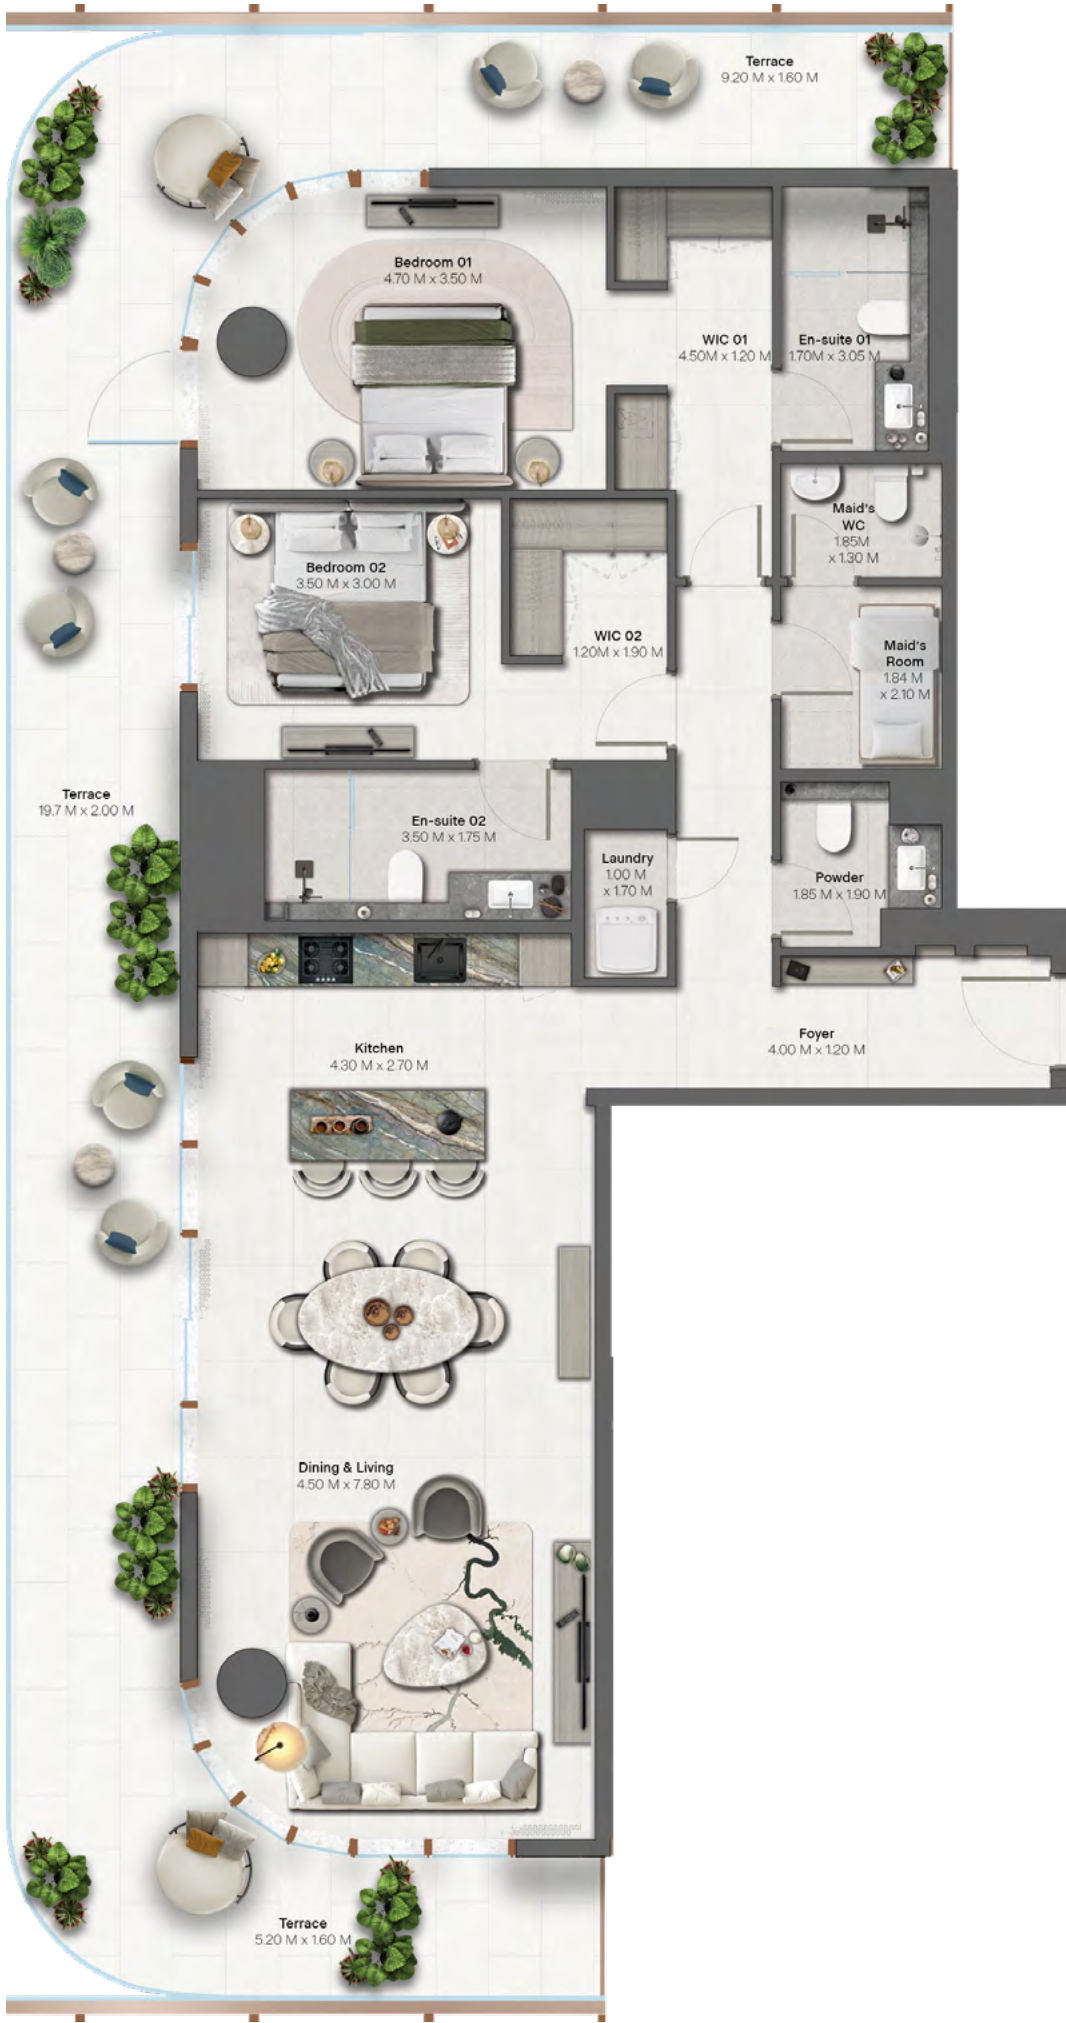 Terrace
9.20 M x 1.60 M
Bedroom 01
4.70 M x 3.50 M
WIC 01
4.50M x 1.20 M
En-suite 01
1.70M x 3.05 M
Maid's
WC
1.85M
x 1.30 M
Bedroom 02
3.50 M x 3.00 M
WIC 02
1.20M x 1.90 M
Maid's
Room
1.84 M
x 2.10 M
Terrace
19.7 M x 2.00 M
En-suite 02
3.50 M x 1.75 M
Laundry
1.00 M
x 1.70 M
Powder
1.85 M x 1.90 M
Foyer
4.00 M x 1.20 M
Kitchen
4.30 M x 2.70 M
Dining & Living
4.50 M x 7.80 M
Terrace
5.20 M x 1.60 M